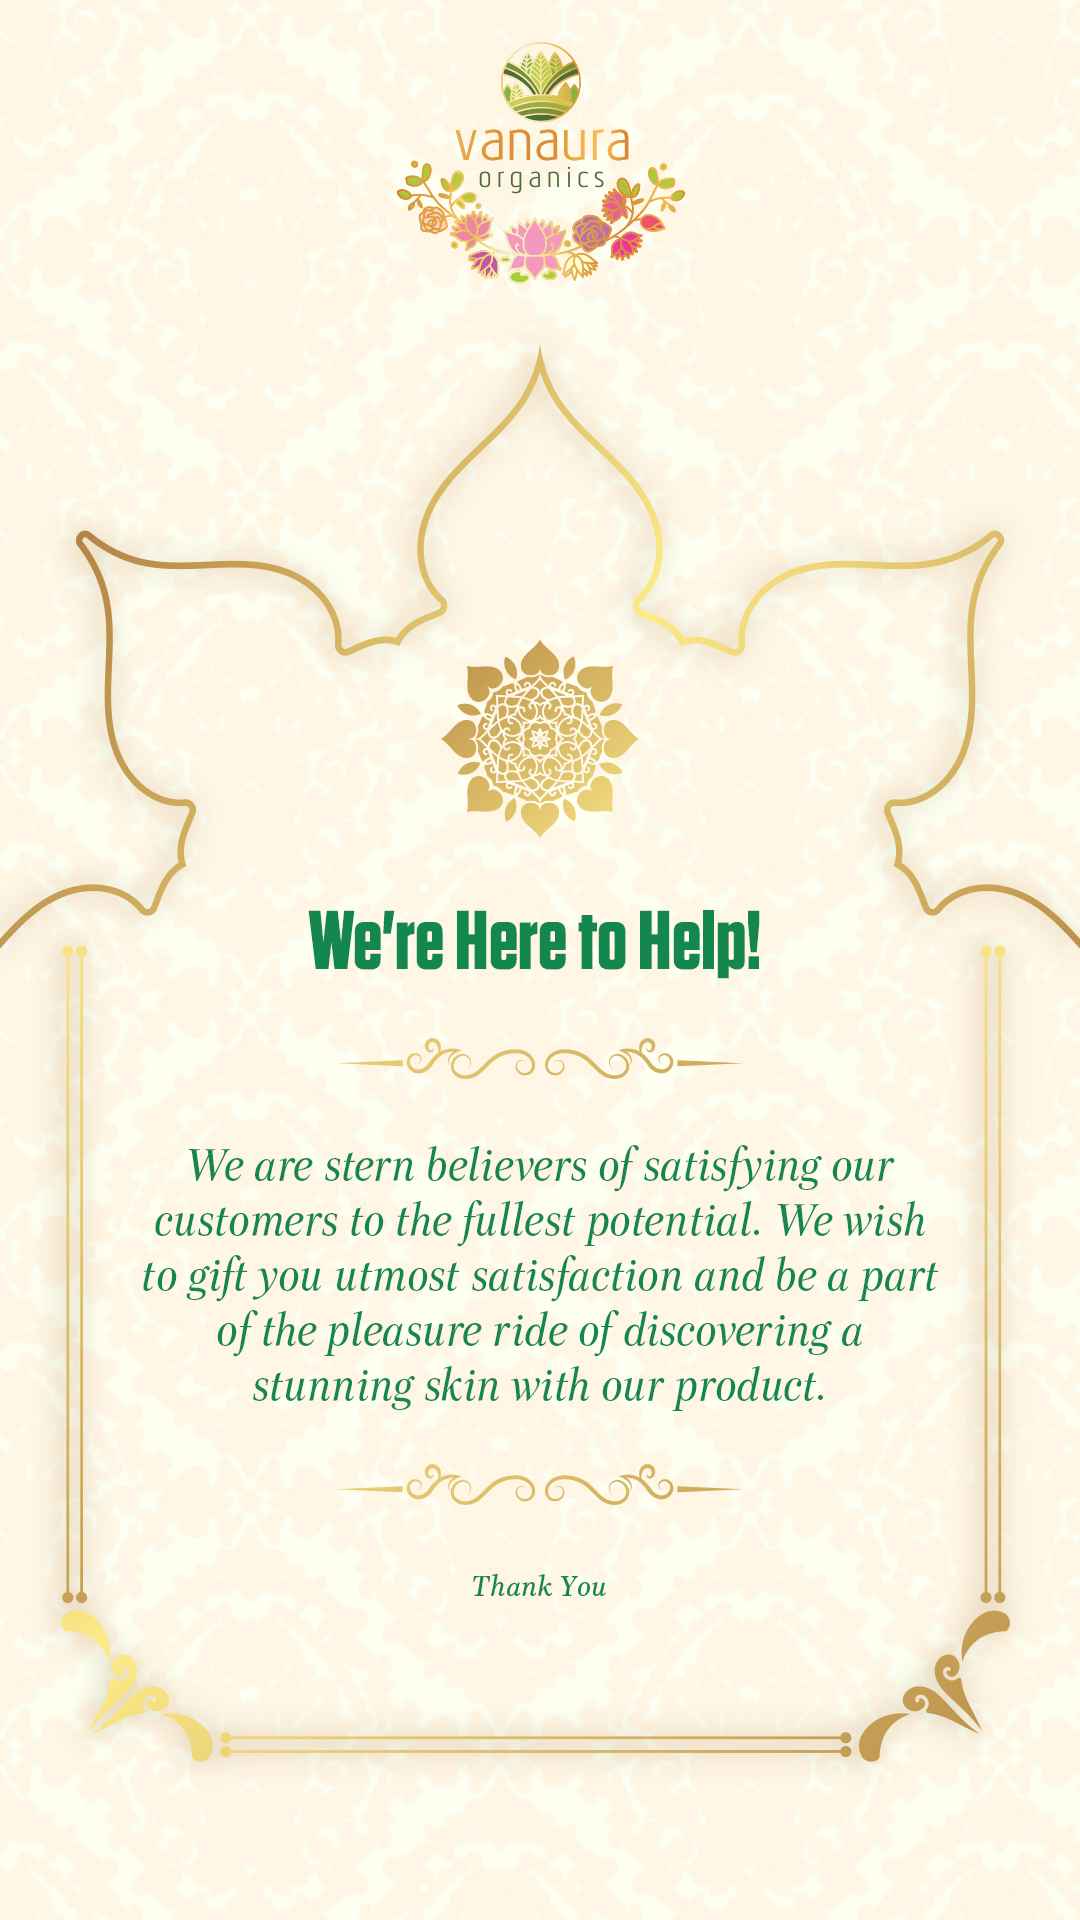 vanaura
organics
We're Here to Help!
We are stern believers of satisfying our
customers to the fullest potential. We wish
to gift you utmost satisfaction and be a part
of the pleasure ride of discovering a
stunning skin with our product.
Thank You